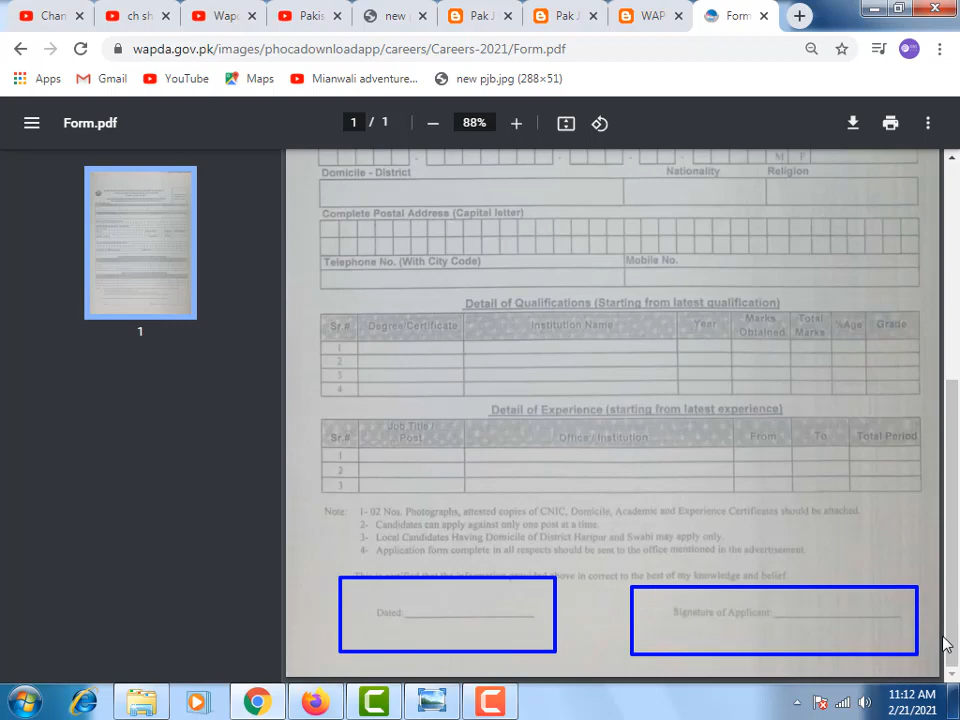 Chan
ch sh
Wapd
Pakis
new
Pak J
Pak J
WAP
Form
wapda.gov.pk/images/phocadownloadapp/careers/Careers-2021/Form.pdf
Apps
Gmail
YouTube
Maps
Mianwali adventure...
new pjb.jpg (288×51)
Form.pdf
1 / 1
88%
1
M F
Domicile - District
Nationality
Religion
Complete Postal Address (Capital letter)
Telephone No. (With City Code)
Mobile No.
Detail of Qualifications (Starting from latest qualification)
Sr.# Degree/Certificate Institution Name Year Marks Obtained Total Marks %Age Grade
1
2
3
4
Detail of Experience (starting from latest experience)
Sr.# Job Title / Post Office / Institution From To Total Period
1
2
3
Note: 1- 02 Nos. Photographs, attested copies of CNIC, Domicile, Academic and Experience Certificates should be attached.
2- Candidates can apply against only one post at a time.
3- Local Candidates Having Domicile of District Haripur and Swabi may apply only.
4- Application form complete in all respects should be sent to the office mentioned in the advertisement.
This is certified that the information provided above in correct to the best of my knowledge and belief.
Dated:
Signature of Applicant:
11:12 AM
2/21/2021